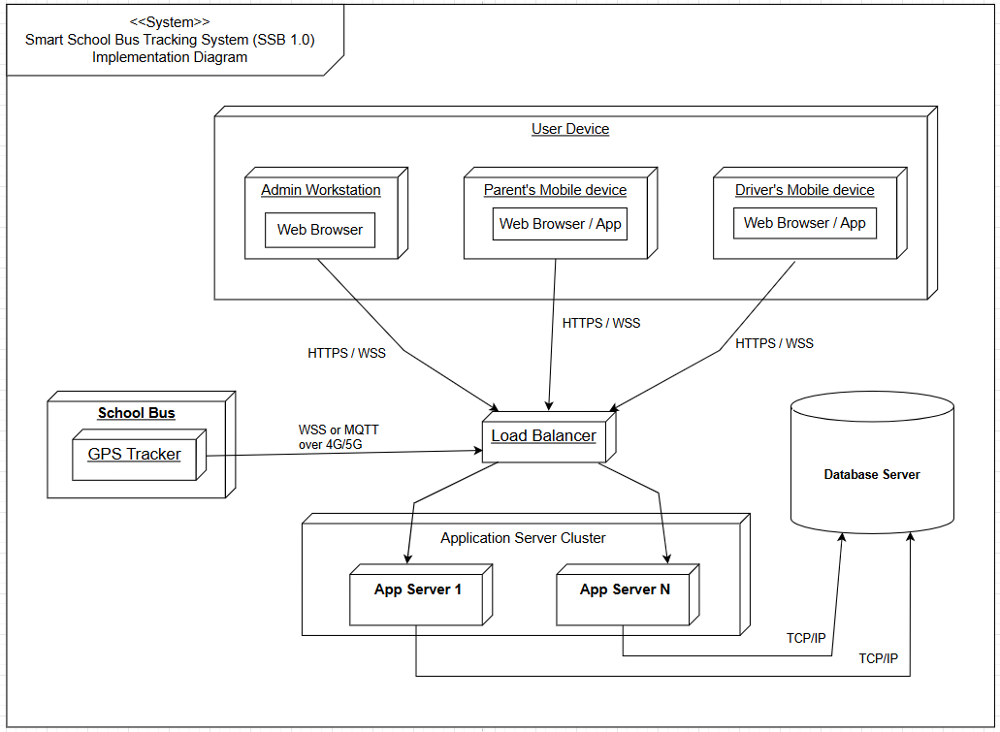 <<System>>
Smart School Bus Tracking System (SSB 1.0)
Implementation Diagram
User Device
Admin Workstation
Web Browser
Parent's Mobile device
Web Browser / App
Driver's Mobile device
Web Browser / App
HTTPS / WSS
HTTPS / WSS
HTTPS / WSS
School Bus
GPS Tracker
WSS or MQTT
over 4G/5G
Load Balancer
Database Server
Application Server Cluster
App Server 1
App Server N
TCP/IP
TCP/IP